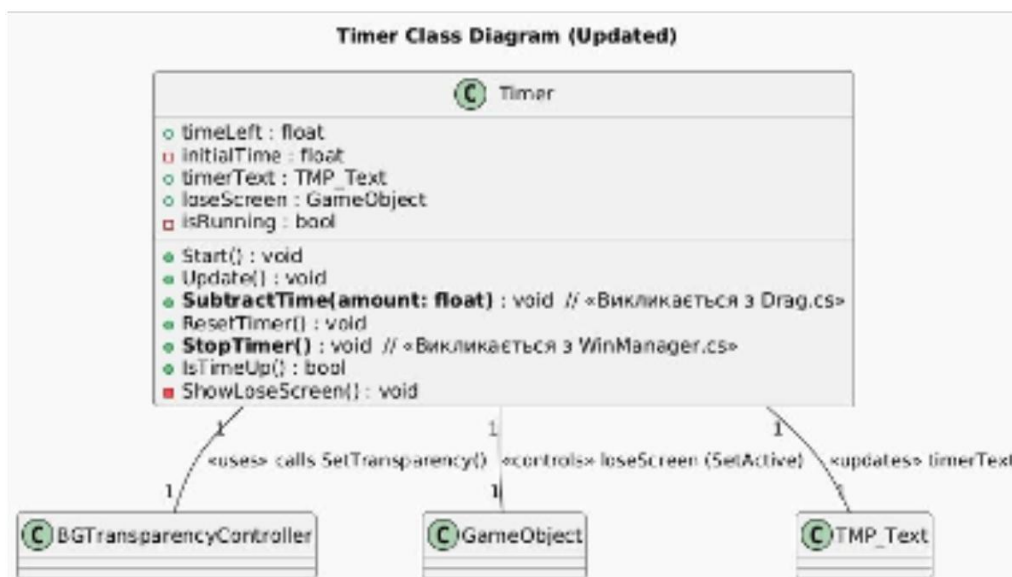 Timer Class Diagram (Updated)
C Timer
timeLeft : float
initialTime : float
timerText : TMP_Text
loseScreen : GameObject
isRunning : bool
Start() : void
Update() : void
SubtractTime(amount: float) : void // «Викликається з Drag.cs»
ResetTimer() : void
StopTimer() : void // «Викликається з WinManager.cs»
IsTimeUp() : bool
ShowLoseScreen() : void
1 1 1
«uses» calls SetTransparency() «controls» loseScreen (SetActive) «updates» timerText
1 1 1
C BGTransparencyController C GameObject C TMP_Text